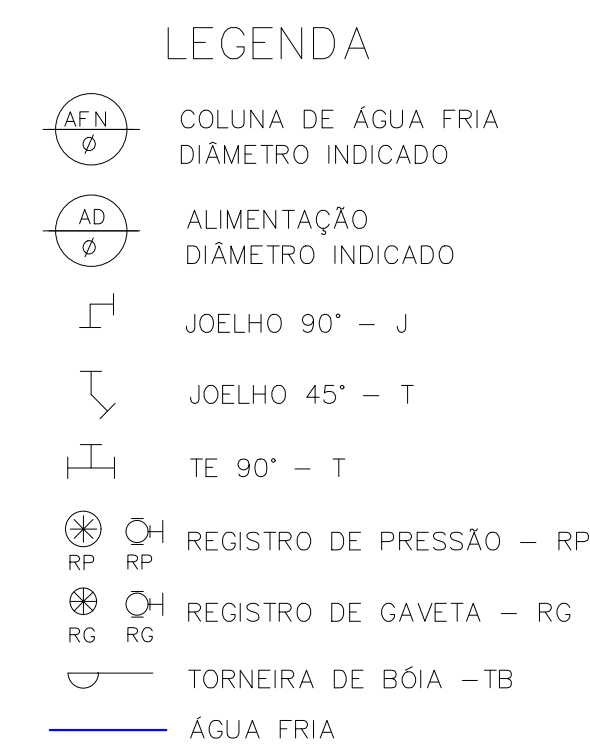 LEGENDA
AFN
Ø
COLUNA DE ÁGUA FRIA
DIÂMETRO INDICADO
AD
Ø
ALIMENTAÇÃO
DIÂMETRO INDICADO
JOELHO 90° – J
JOELHO 45° – T
TE 90° – T
RP RP
REGISTRO DE PRESSÃO – RP
RG RG
REGISTRO DE GAVETA – RG
TORNEIRA DE BÓIA –TB
ÁGUA FRIA